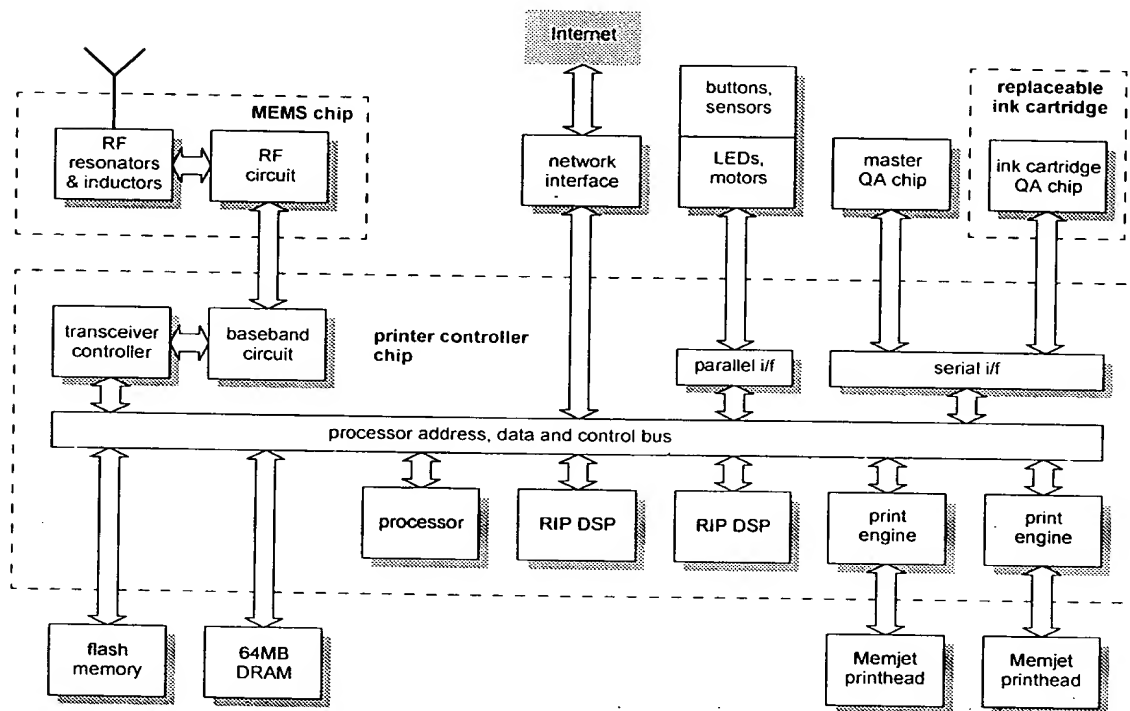 Internet
MEMS chip
RF
resonators
& inductors
RF
circuit
network
interface
buttons,
sensors
LEDs,
motors
master
QA chip
replaceable
ink cartridge
ink cartridge
QA chip
transceiver
controller
baseband
circuit
printer controller
chip
parallel i/f
serial i/f
processor address, data and control bus
processor
RIP DSP
RIP DSP
print
engine
print
engine
flash
memory
64MB
DRAM
Memjet
printhead
Memjet
printhead